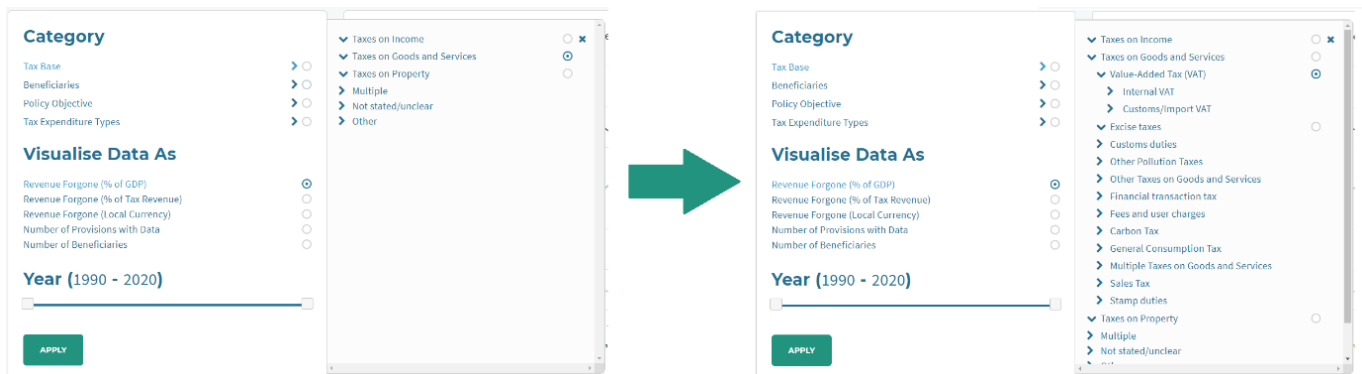 Category
Tax Base
Beneficiaries
Policy Objective
Tax Expenditure Types
Visualise Data As
Revenue Forgone (% of GDP)
Revenue Forgone (% of Tax Revenue)
Revenue Forgone (Local Currency)
Number of Provisions with Data
Number of Beneficiaries
Year (1990 - 2020)
APPLY
Taxes on Income
Taxes on Goods and Services
Taxes on Property
Multiple
Not stated/unclear
Other
Category
Tax Base
Beneficiaries
Policy Objective
Tax Expenditure Types
Visualise Data As
Revenue Forgone (% of GDP)
Revenue Forgone (% of Tax Revenue)
Revenue Forgone (Local Currency)
Number of Provisions with Data
Number of Beneficiaries
Year (1990 - 2020)
APPLY
Taxes on Income
Taxes on Goods and Services
Value-Added Tax (VAT)
Internal VAT
Customs/Import VAT
Excise taxes
Customs duties
Other Pollution Taxes
Other Taxes on Goods and Services
Financial transaction tax
Fees and user charges
Carbon Tax
General Consumption Tax
Multiple Taxes on Goods and Services
Sales Tax
Stamp duties
Taxes on Property
Multiple
Not stated/unclear